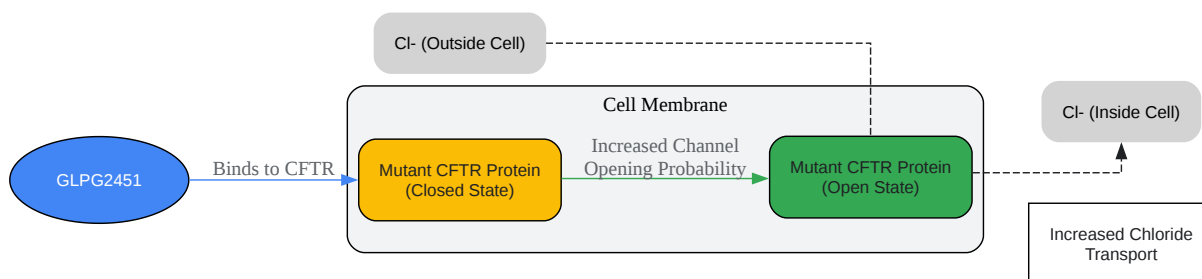 Cl- (Outside Cell)
Cell Membrane
Cl- (Inside Cell)
GLPG2451
Binds to CFTR
Mutant CFTR Protein
(Closed State)
Increased Channel
Opening Probability
Mutant CFTR Protein
(Open State)
Increased Chloride
Transport